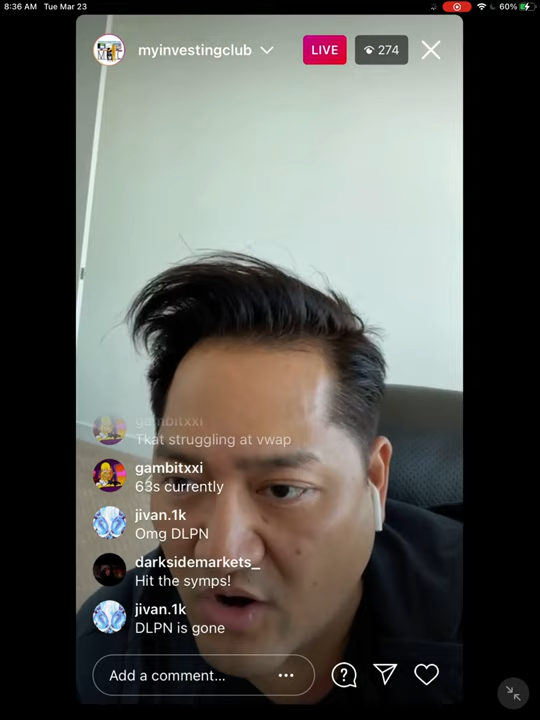 8:36 AM Tue Mar 23
60%
myinvestingclub
LIVE
274
gambitxxi
Tkat struggling at vwap
gambitxxi
63s currently
jivan.1k
Omg DLPN
darksidemarkets_
Hit the symps!
jivan.1k
DLPN is gone
Add a comment...